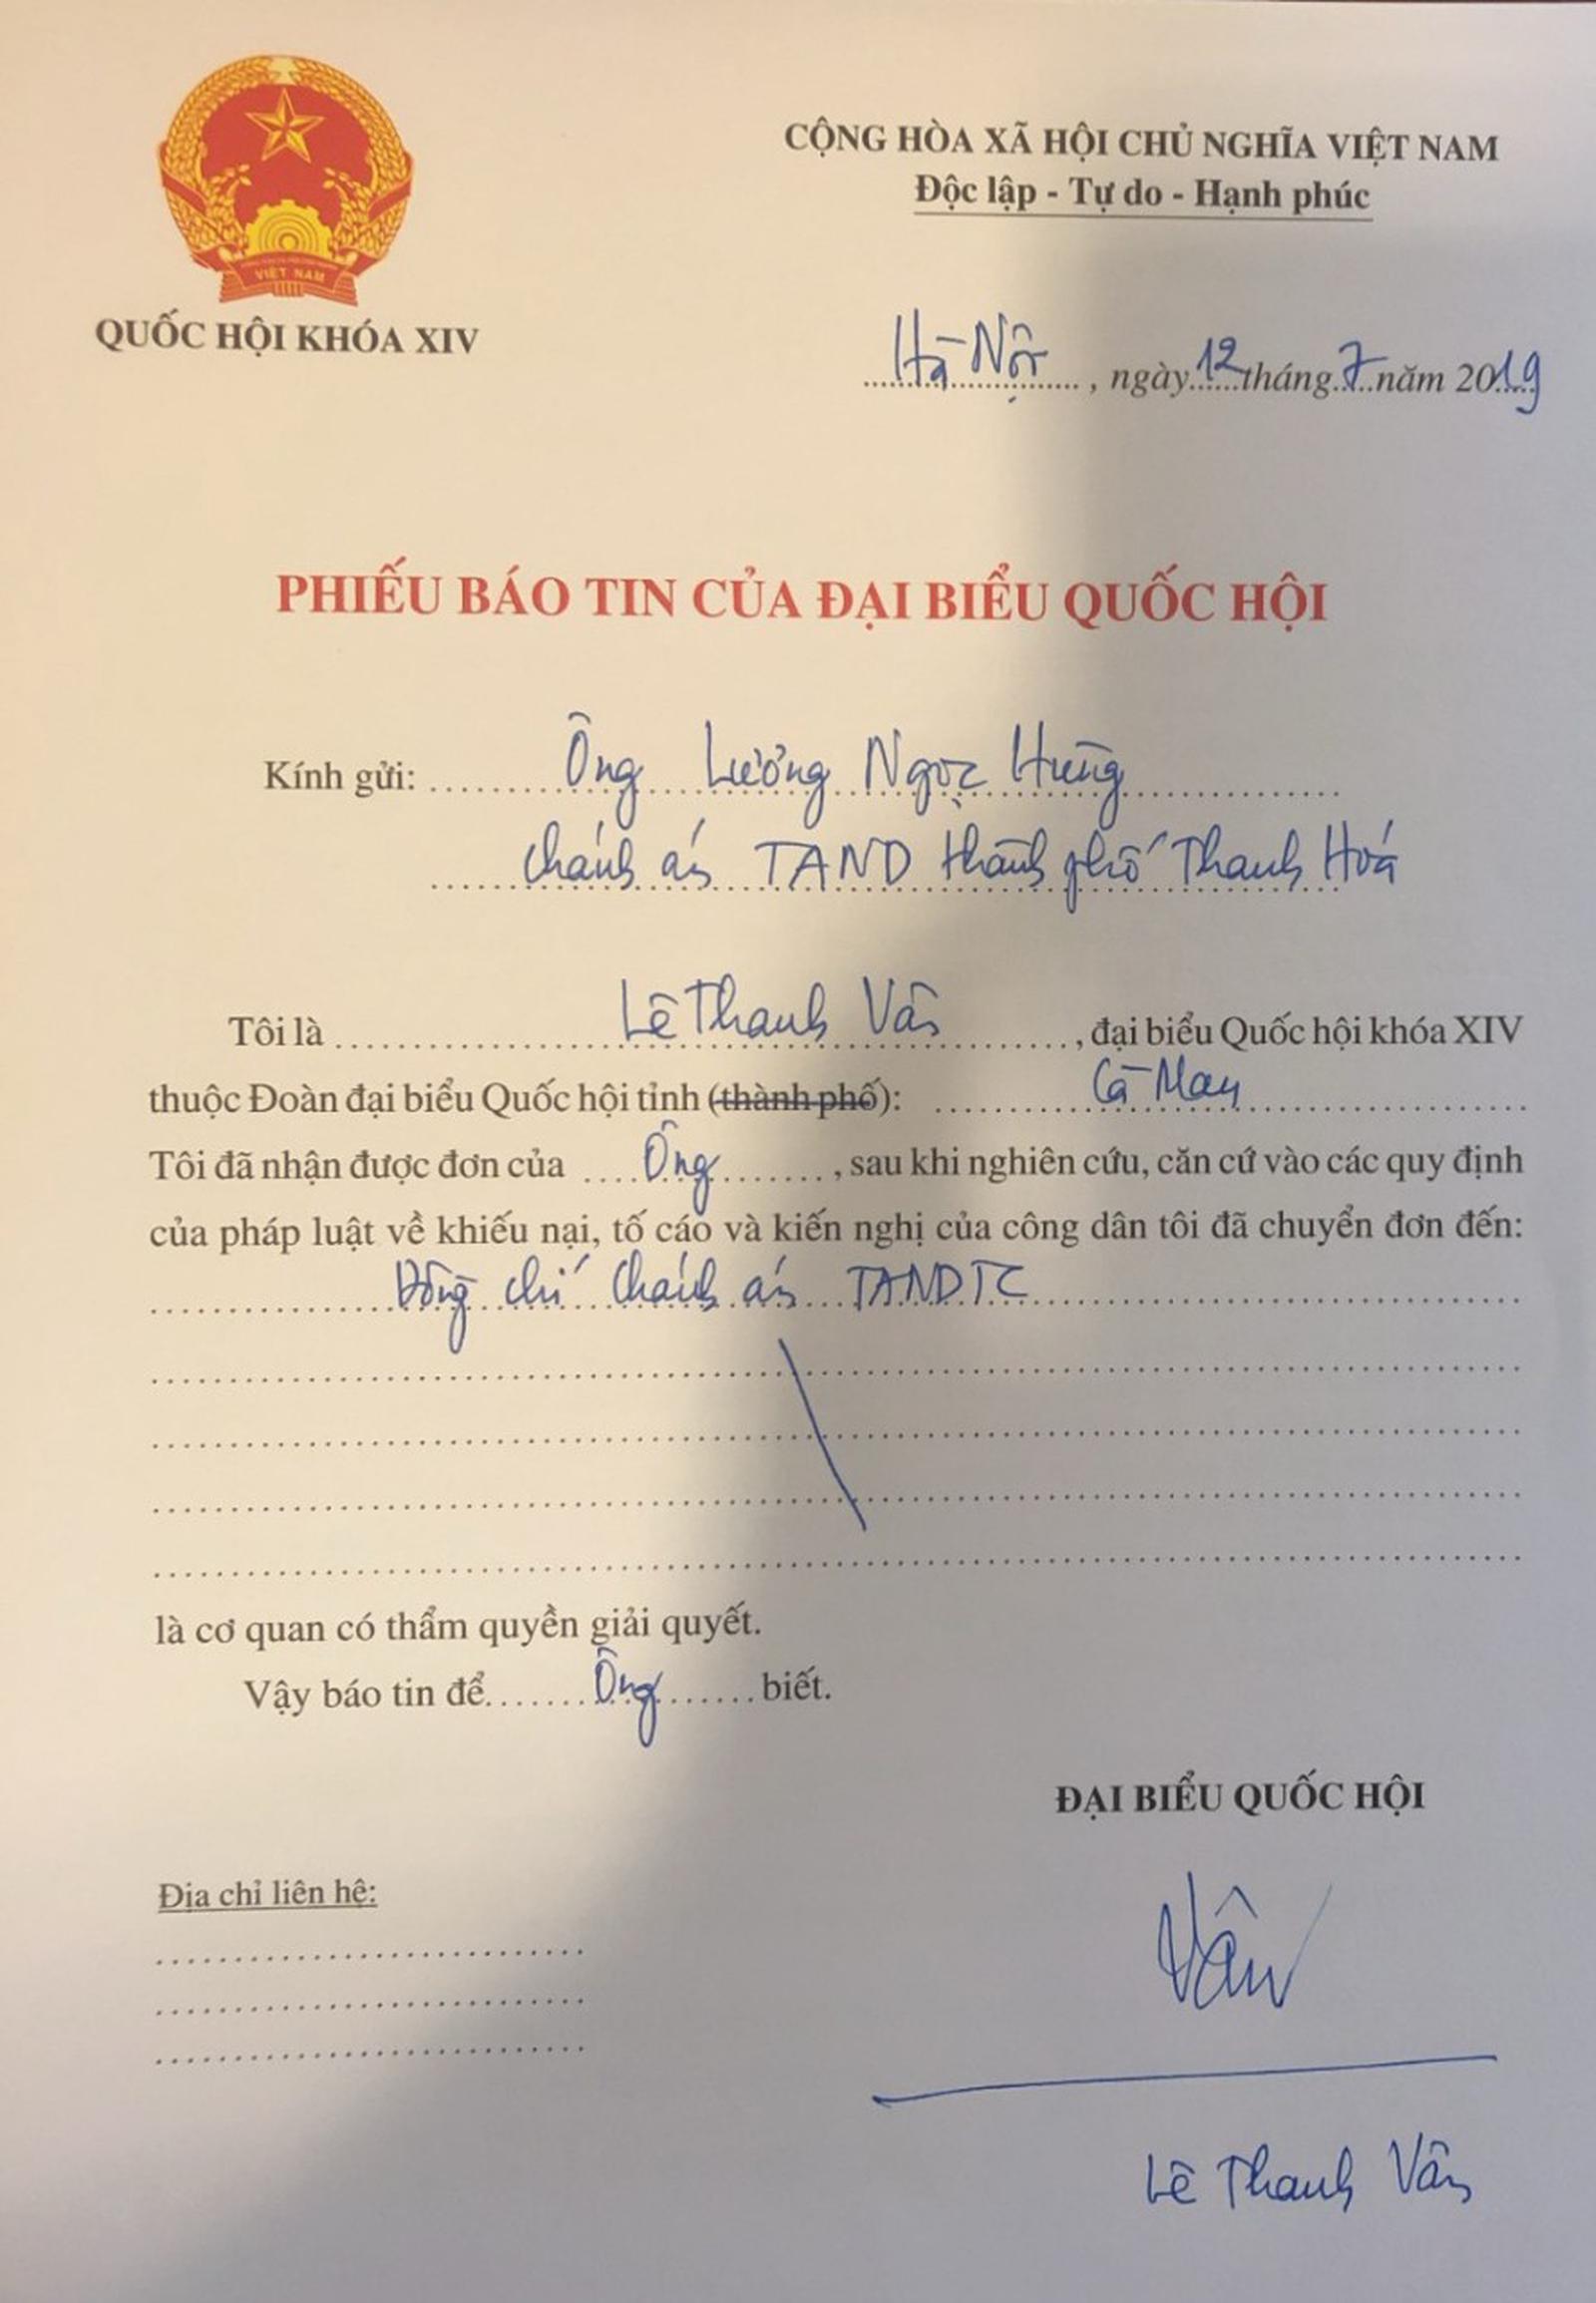 CỘNG HÒA XÃ HỘI CHỦ NGHĨA VIỆT NAM
Độc lập - Tự do - Hạnh phúc
VIỆT NAM
QUỐC HỘI KHÓA XIV
Hà Nội, ngày 12 tháng 7 năm 2019
PHIẾU BÁO TIN CỦA ĐẠI BIỂU QUỐC HỘI
Kính gửi: Ông Lương Ngọc Hùng
Chánh án TAND thành phố Thanh Hoá
Tôi là Lê Thanh Vân, đại biểu Quốc hội khóa XIV
thuộc Đoàn đại biểu Quốc hội tỉnh (thành phố): Cà Mau
Tôi đã nhận được đơn của Ông, sau khi nghiên cứu, căn cứ vào các quy định
của pháp luật về khiếu nại, tố cáo và kiến nghị của công dân tôi đã chuyển đơn đến:
Đồng chí Chánh án TANDTC
là cơ quan có thẩm quyền giải quyết.
Vậy báo tin để Ông biết.
ĐẠI BIỂU QUỐC HỘI
Địa chỉ liên hệ:
Vân
Lê Thanh Vân